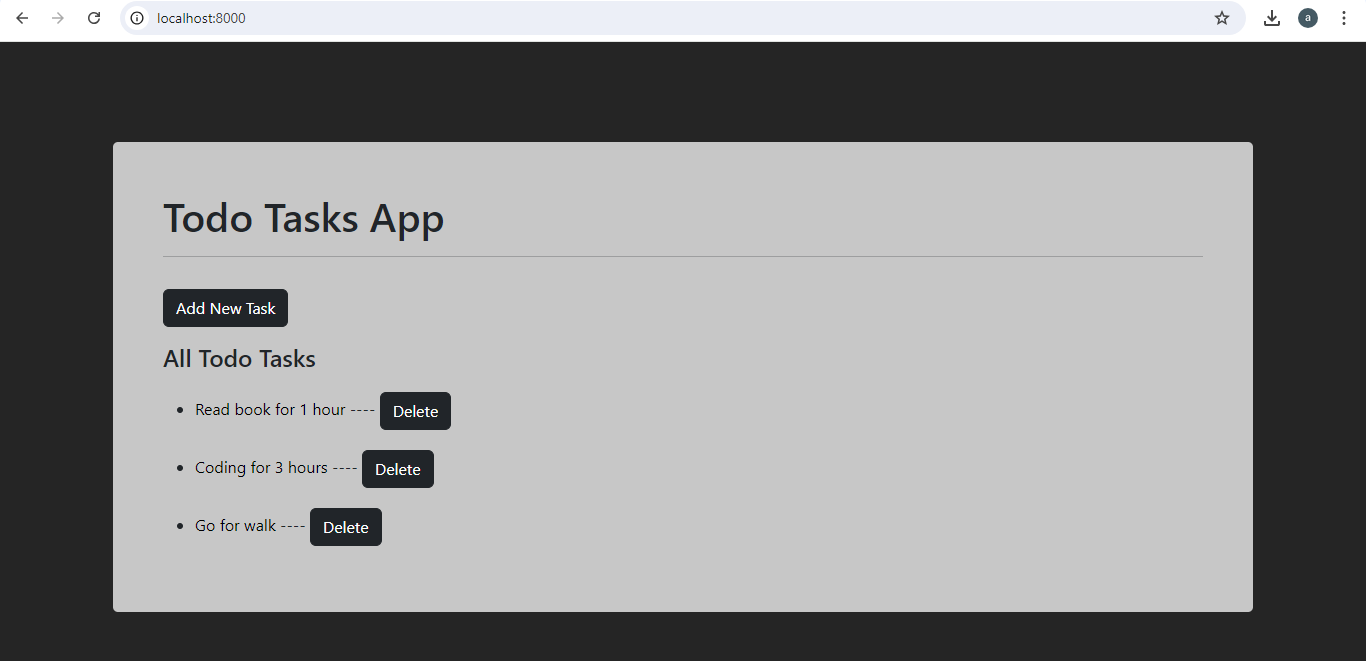 localhost:8000
a
Todo Tasks App
Add New Task
All Todo Tasks
Read book for 1 hour ---- Delete
Coding for 3 hours ---- Delete
Go for walk ---- Delete